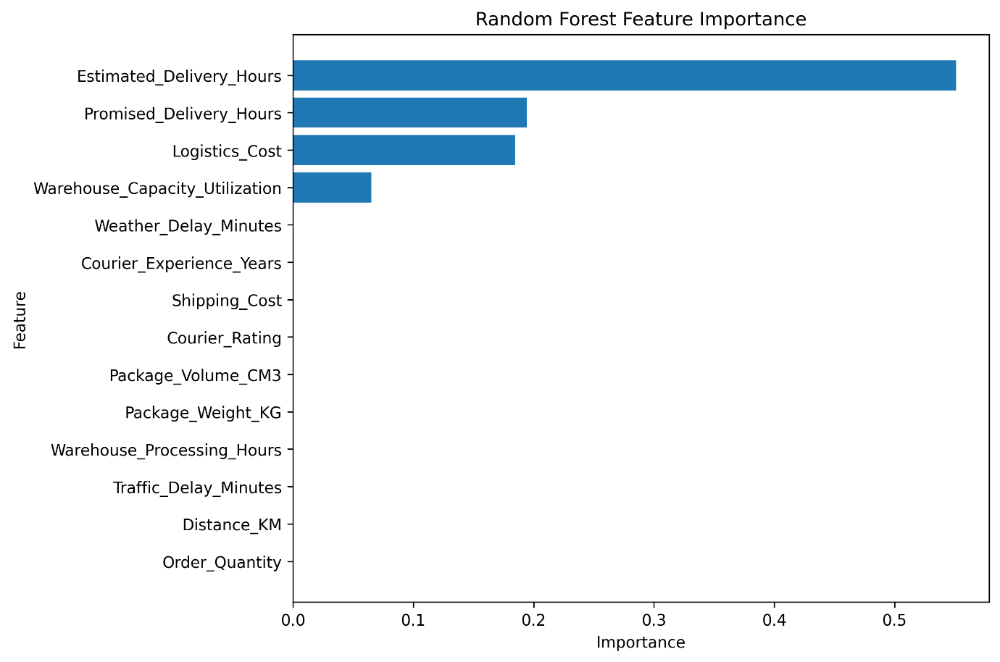 Random Forest Feature Importance
Estimated_Delivery_Hours
Promised_Delivery_Hours
Logistics_Cost
Warehouse_Capacity_Utilization
Weather_Delay_Minutes
Courier_Experience_Years
Shipping_Cost
Courier_Rating
Package_Volume_CM3
Package_Weight_KG
Warehouse_Processing_Hours
Traffic_Delay_Minutes
Distance_KM
Order_Quantity
Feature
0.0 0.1 0.2 0.3 0.4 0.5
Importance